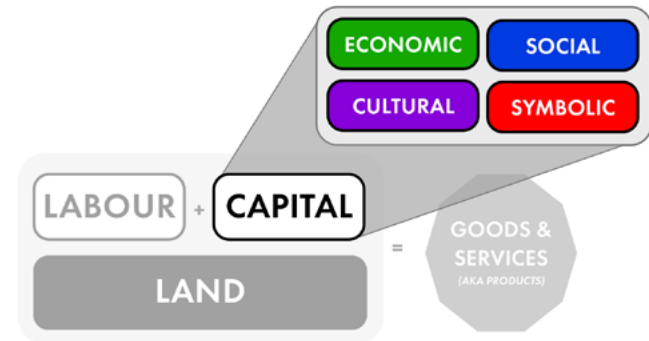 ECONOMIC
SOCIAL
CULTURAL
SYMBOLIC
LABOUR + CAPITAL
LAND
=
GOODS &
SERVICES
(AKA PRODUCTS)